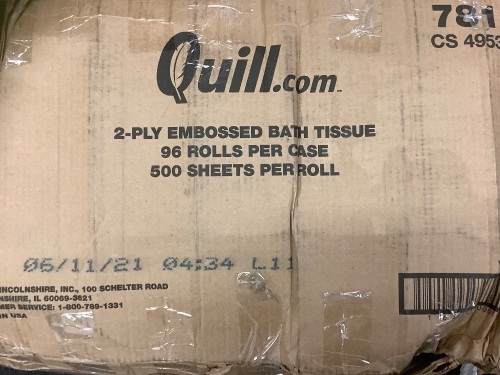 781
CS 4953
Quill.com
2-PLY EMBOSSED BATH TISSUE
96 ROLLS PER CASE
500 SHEETS PER ROLL
06/11/21 04:34 L11
INCOLNSHIRE, INC., 100 SCHELTER ROAD
NSHIRE, IL 60069-3621
MER SERVICE: 1-800-789-1331
IN USA